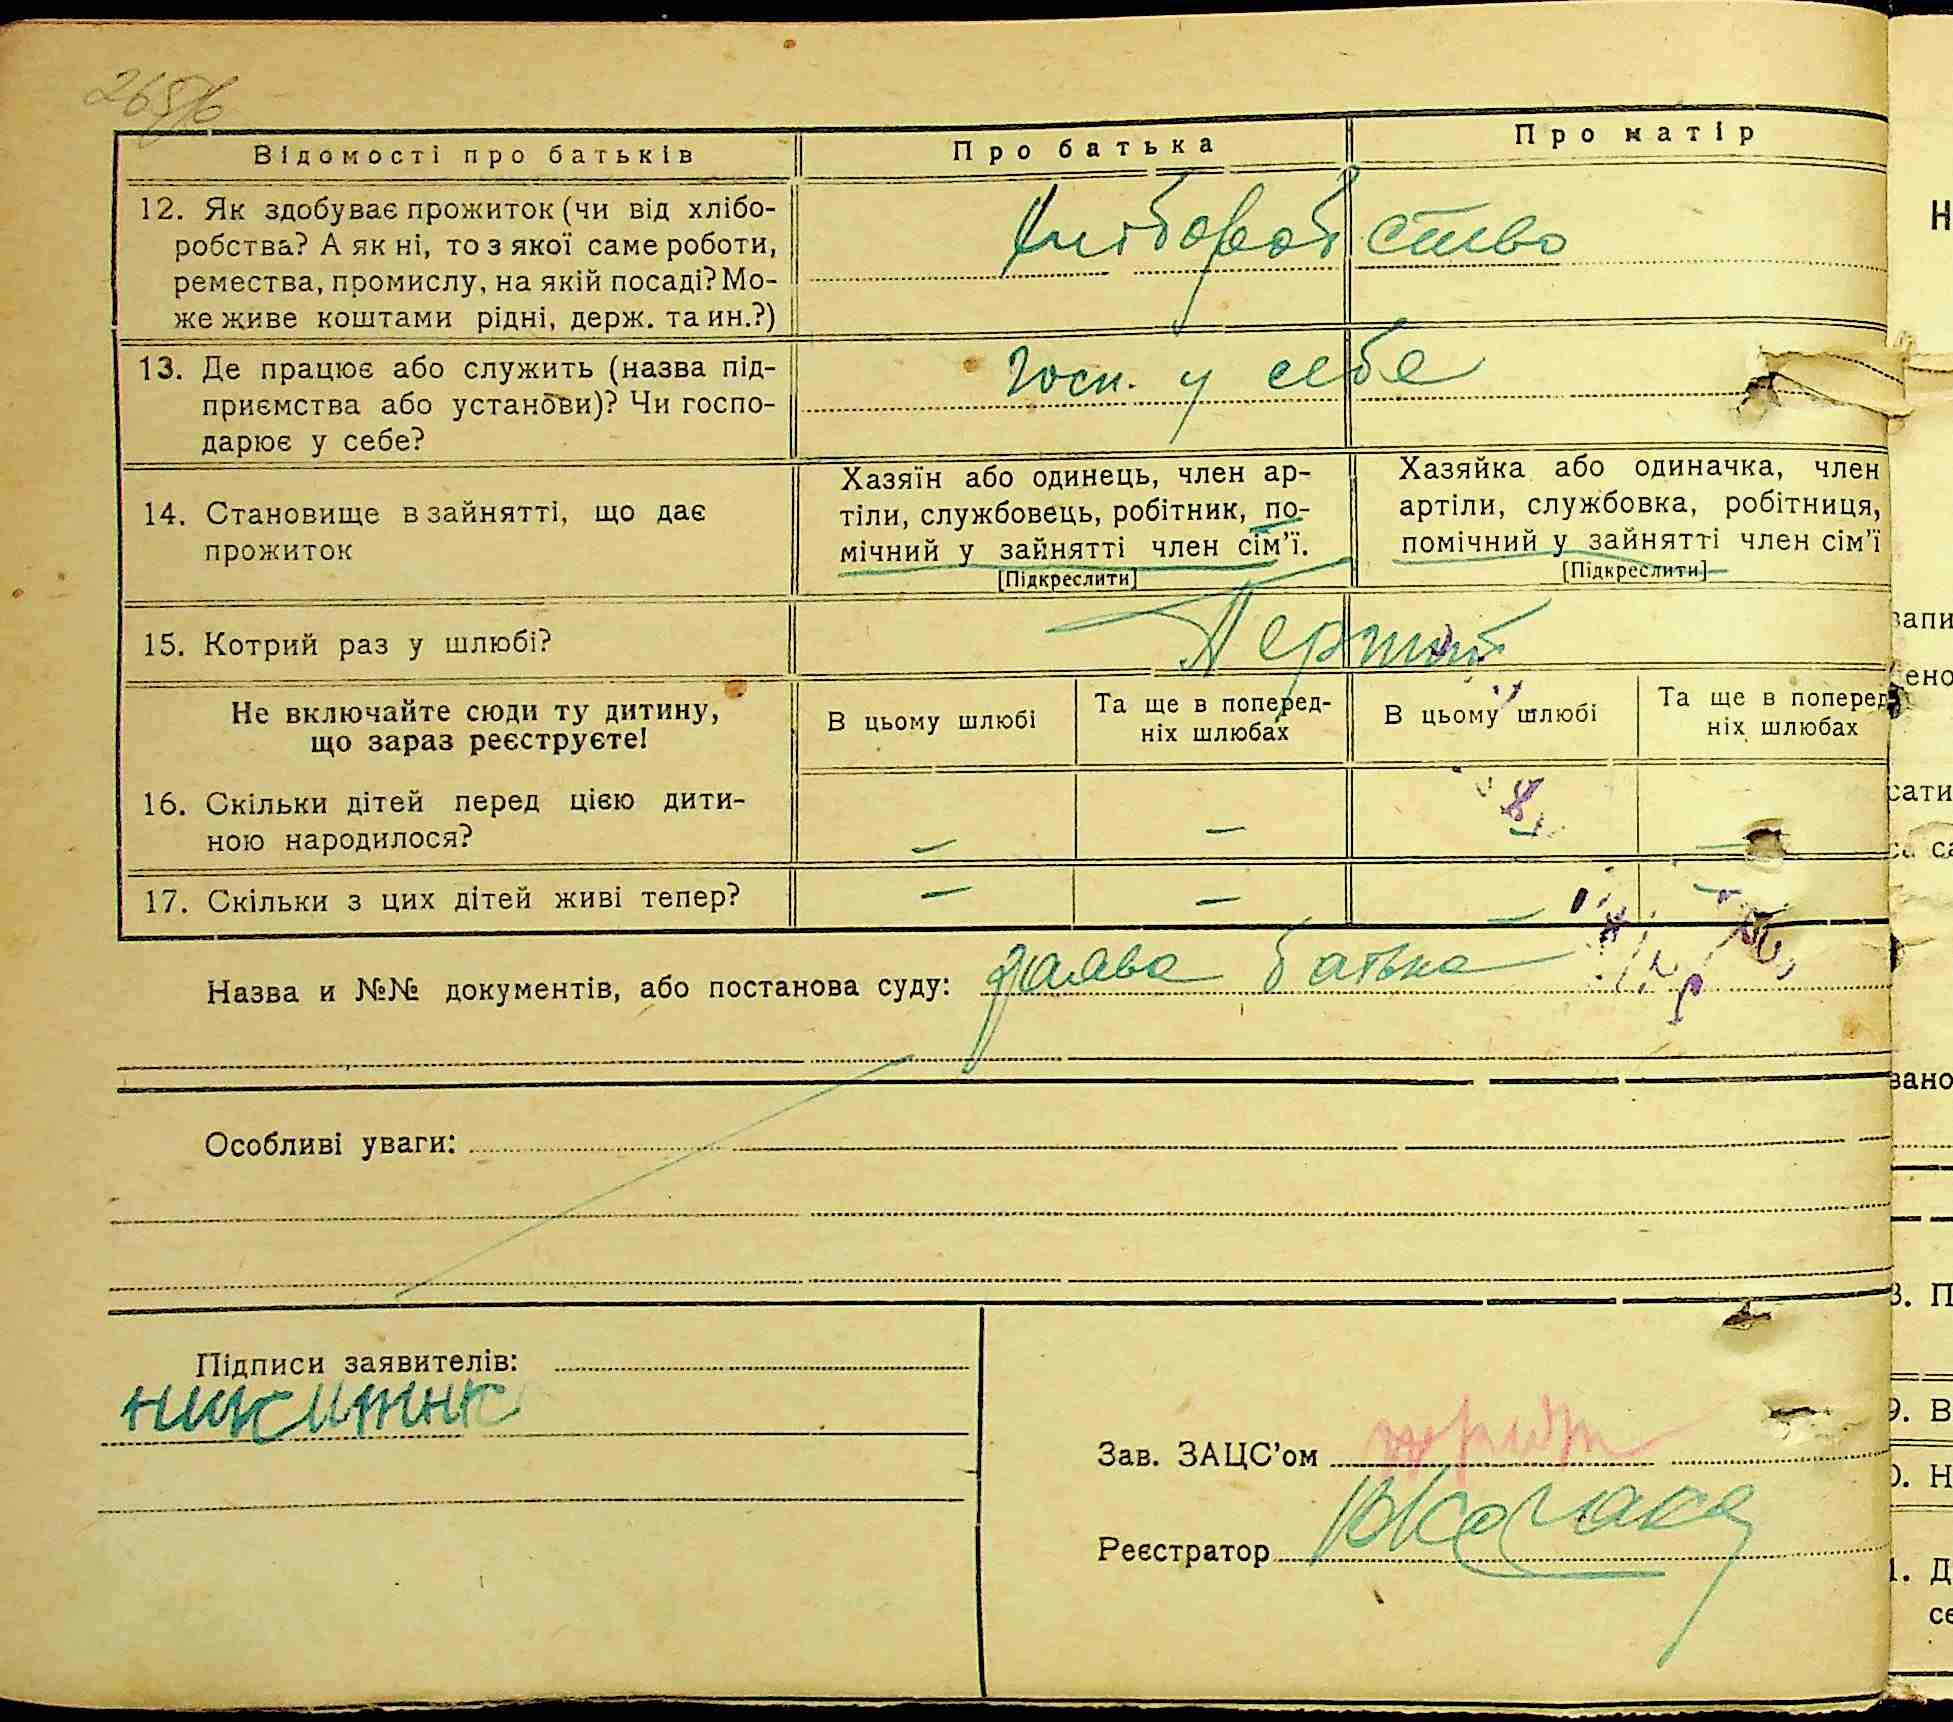 Відомості про батьків Про батька Про матір
12. Як здобуває прожиток (чи від хлібо-
робства? А як ні, то з якої саме роботи,
ремества, промислу, на якій посаді? Мо-
же живе коштами рідні, держ. та ин.?)
Хліборобство
13. Де працює або служить (назва під-
приємства або установи)? Чи госпо-
дарює у себе?
Госп. у себе
14. Становище в зайнятті, що дає
прожиток
Хазяїн або одинець, член ар-
тіли, службовець, робітник, по-
мічний у зайнятті член сім’ї.
[Підкреслити]
Хазяйка або одиначка, член
артіли, службовка, робітниця,
помічний у зайнятті член сім’ї
[Підкреслити]
15. Котрий раз у шлюбі?
Перший
Не включайте сюди ту дитину,
що зараз реєструєте!
В цьому шлюбі
Та ще в поперед-
ніх шлюбах
В цьому шлюбі
Та ще в поперед
ніх шлюбах
16. Скільки дітей перед цією дити-
ною народилося?
– – – –
17. Скільки з цих дітей живі тепер?
– – – –
Назва и №№ документів, або постанова суду: заява батька
Особливі уваги:
Підписи заявителів:
Зав. ЗАЦС’ом
Реєстратор